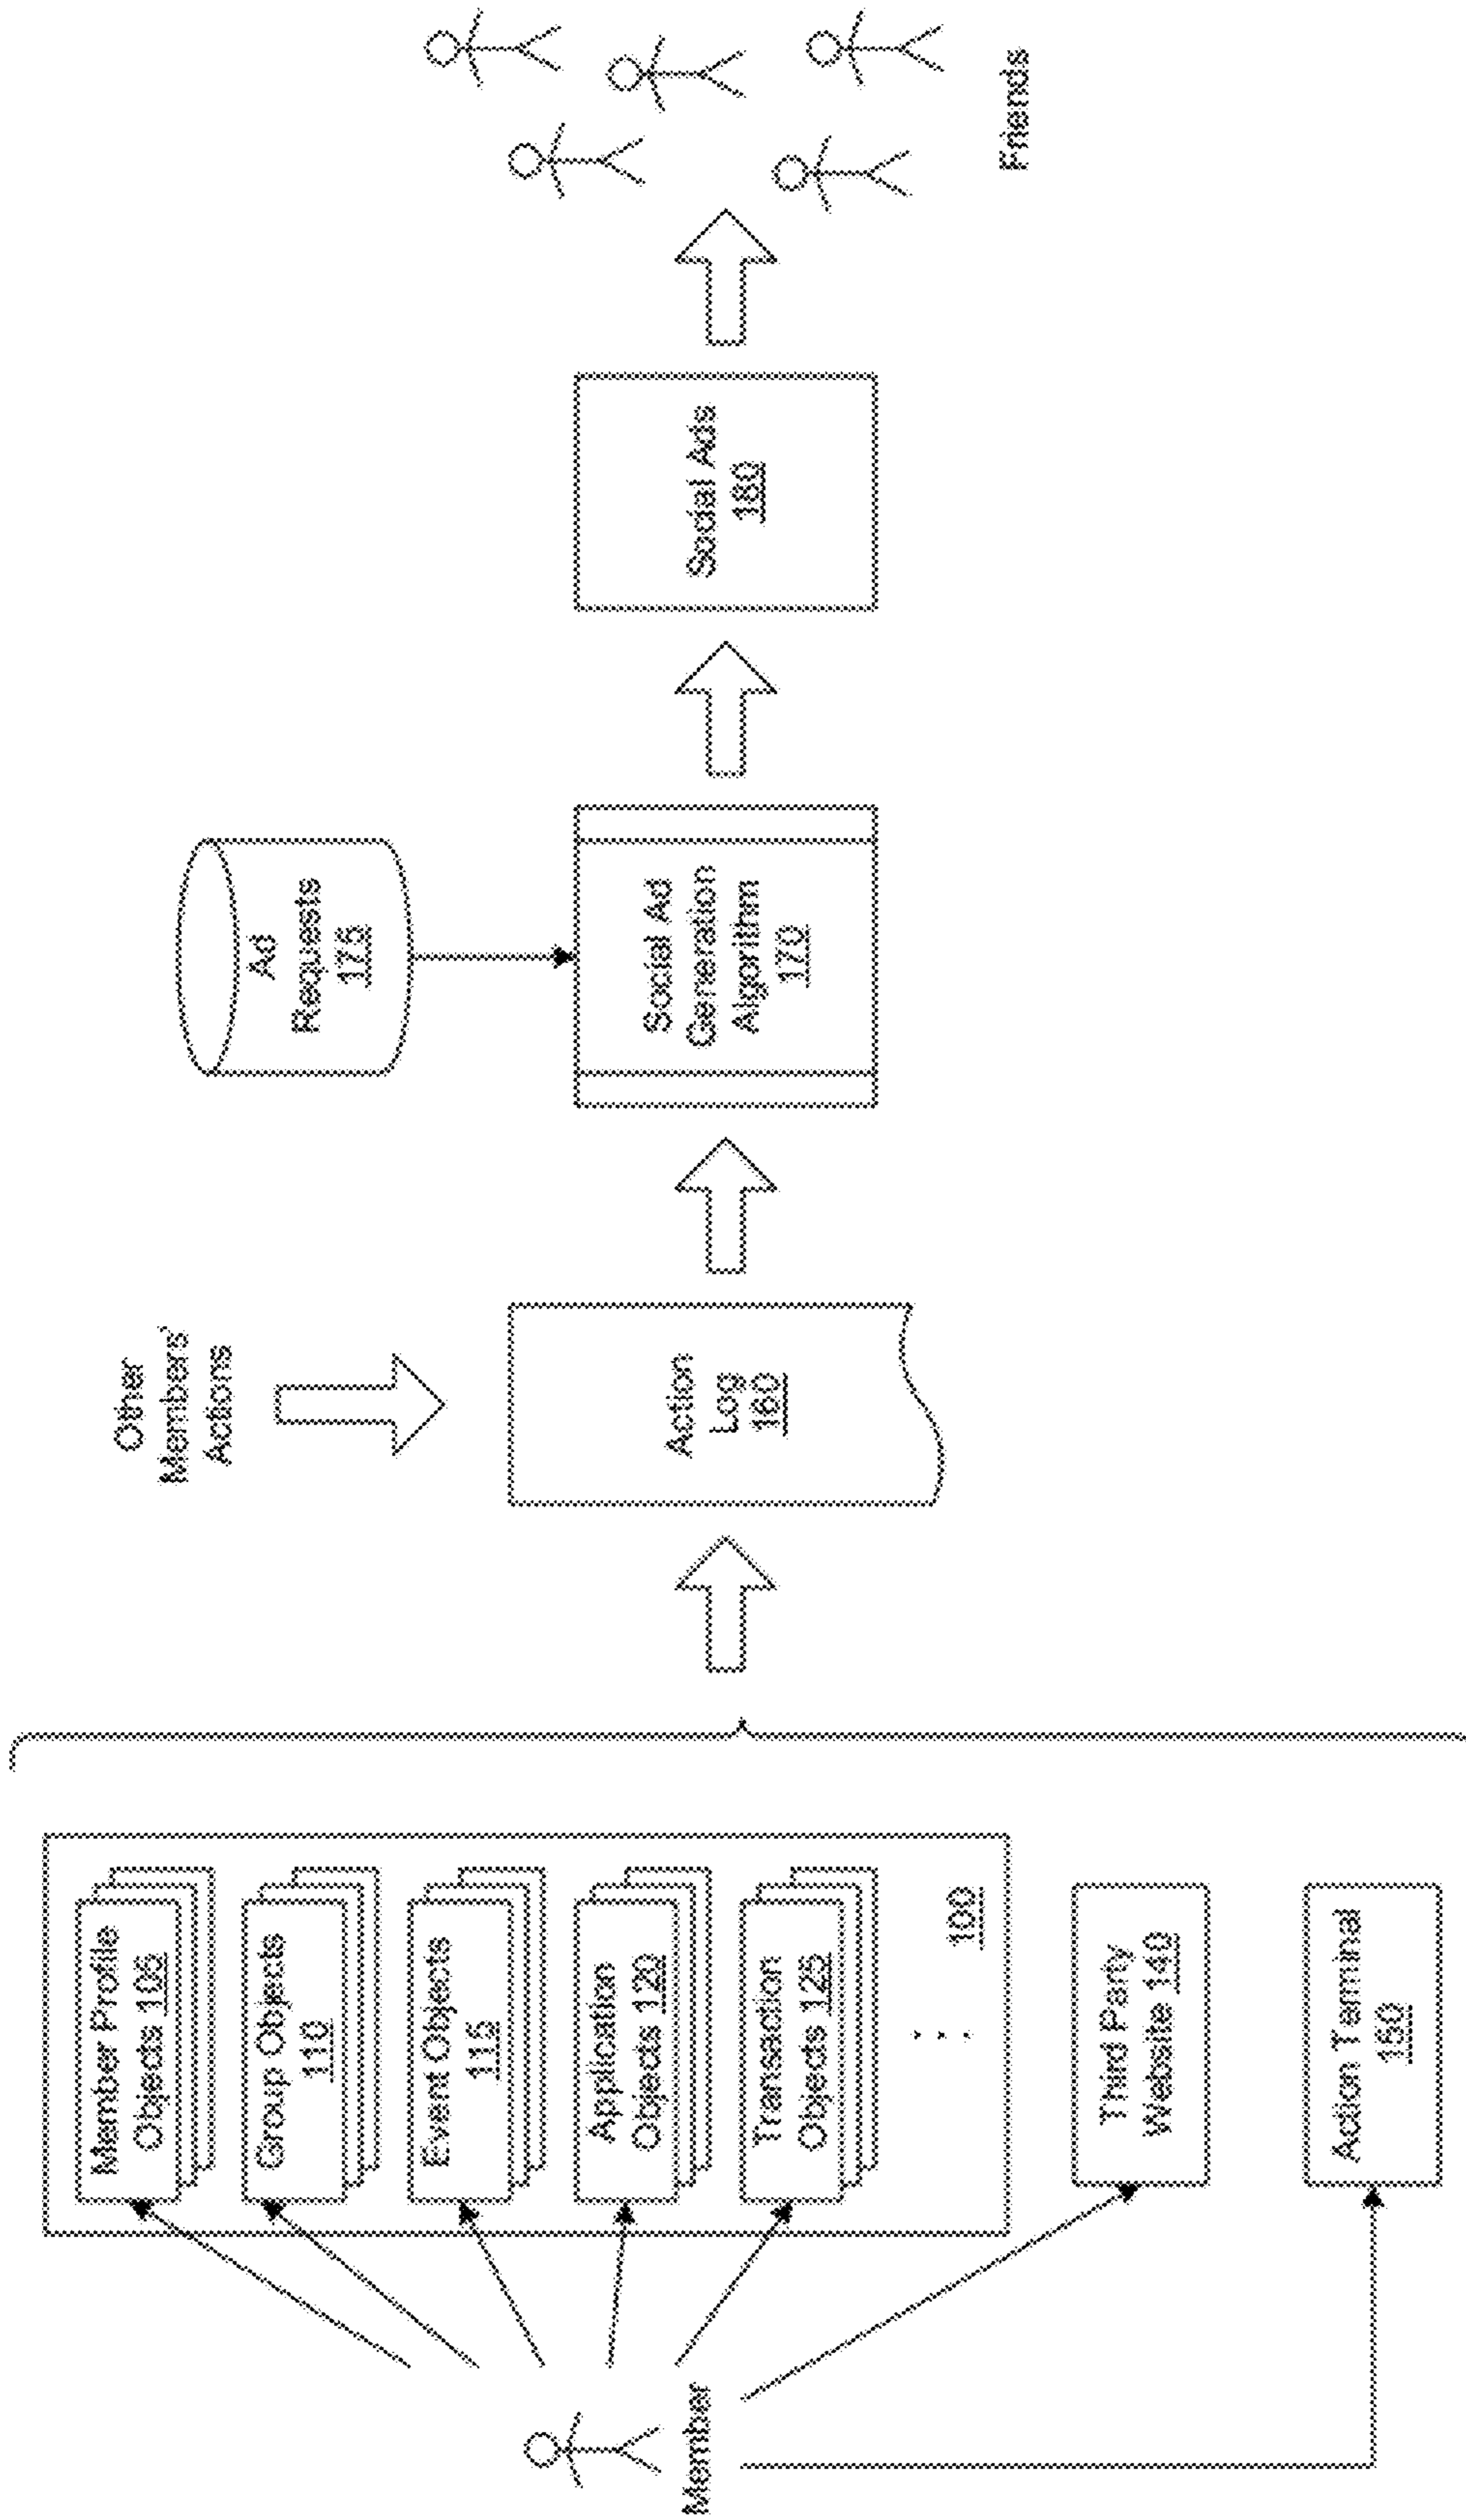 Member
Member Profile
Objects 105
Group Objects
110
Event Objects
115
Application
Objects 120
Transaction
Objects 125
. . .
100
Third Party
Website 140
Action Terminal
150
Other
Members'
Actions
Action
Log
160
Ad
Requests
175
Social Ad
Generation
Algorithm
170
Social Ads
180
Friends